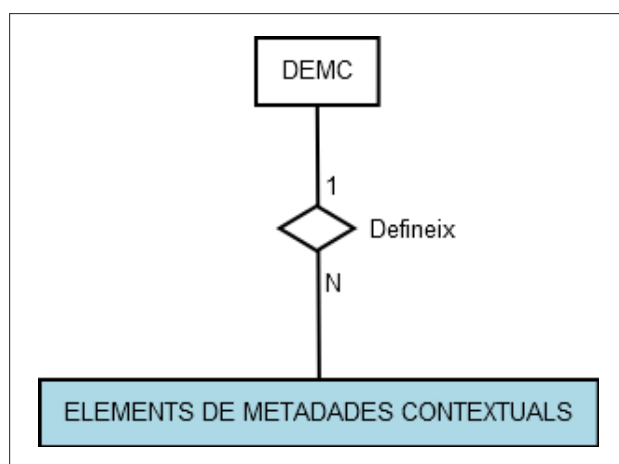 DEMC
1
Defineix
N
ELEMENTS DE METADADES CONTEXTUALS